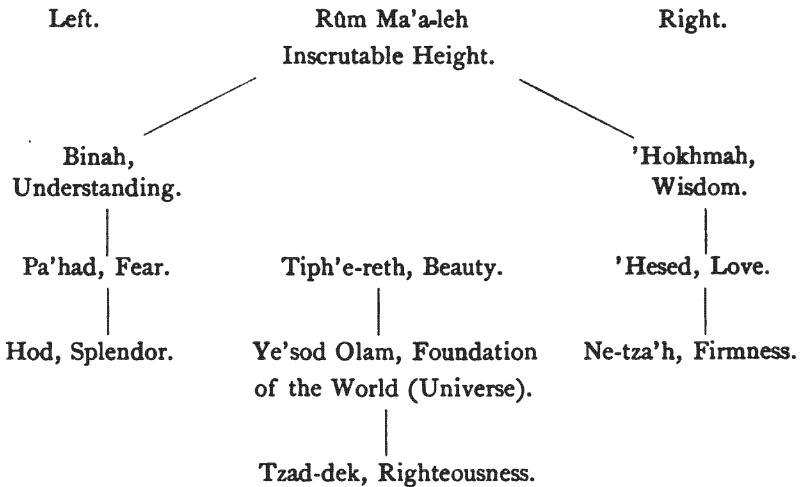 Left. Rûm Ma'a-leh Right.
Inscrutable Height.
Binah, 'Hokhmah,
Understanding. Wisdom.
Pa'had, Fear. Tiph'e-reth, Beauty. 'Hesed, Love.
Hod, Splendor. Ye'sod Olam, Foundation Ne-tza'h, Firmness.
of the World (Universe).
Tzad-dek, Righteousness.